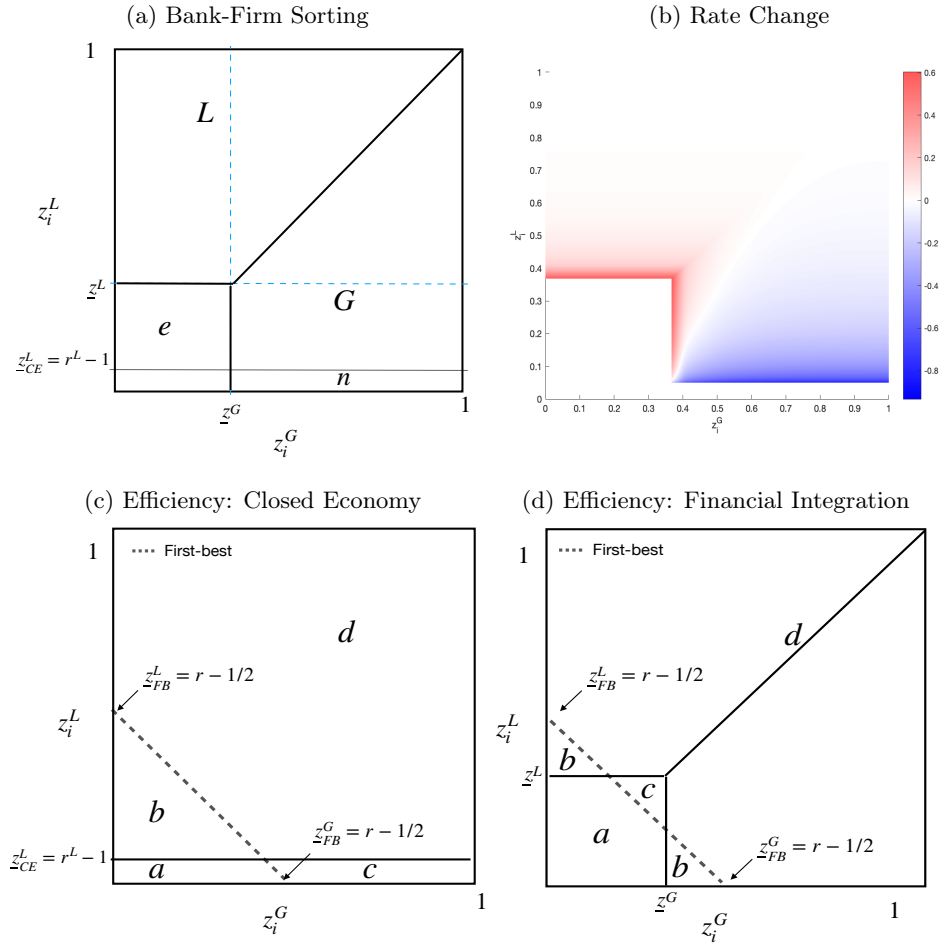 (a) Bank-Firm Sorting
1
L
z_i^L
z̲^L
G
e
z̲_CE^L = r^L − 1
n
z̲^G
1
z_i^G
(b) Rate Change
1
0.9
0.8
0.7
0.6
0.5
0.4
0.3
0.2
0.1
0
z_i^L
0 0.1 0.2 0.3 0.4 0.5 0.6 0.7 0.8 0.9 1
z_i^G
0.6
0.4
0.2
0
-0.2
-0.4
-0.6
-0.8
(c) Efficiency: Closed Economy
1
First-best
d
z̲_FB^L = r − 1/2
z_i^L
b
z̲_FB^G = r − 1/2
z̲_CE^L = r^L − 1
a
c
1
z_i^G
(d) Efficiency: Financial Integration
1
First-best
d
z̲_FB^L = r − 1/2
z_i^L
b
z̲^L
c
a
z̲_FB^G = r − 1/2
b
z̲^G
1
z_i^G